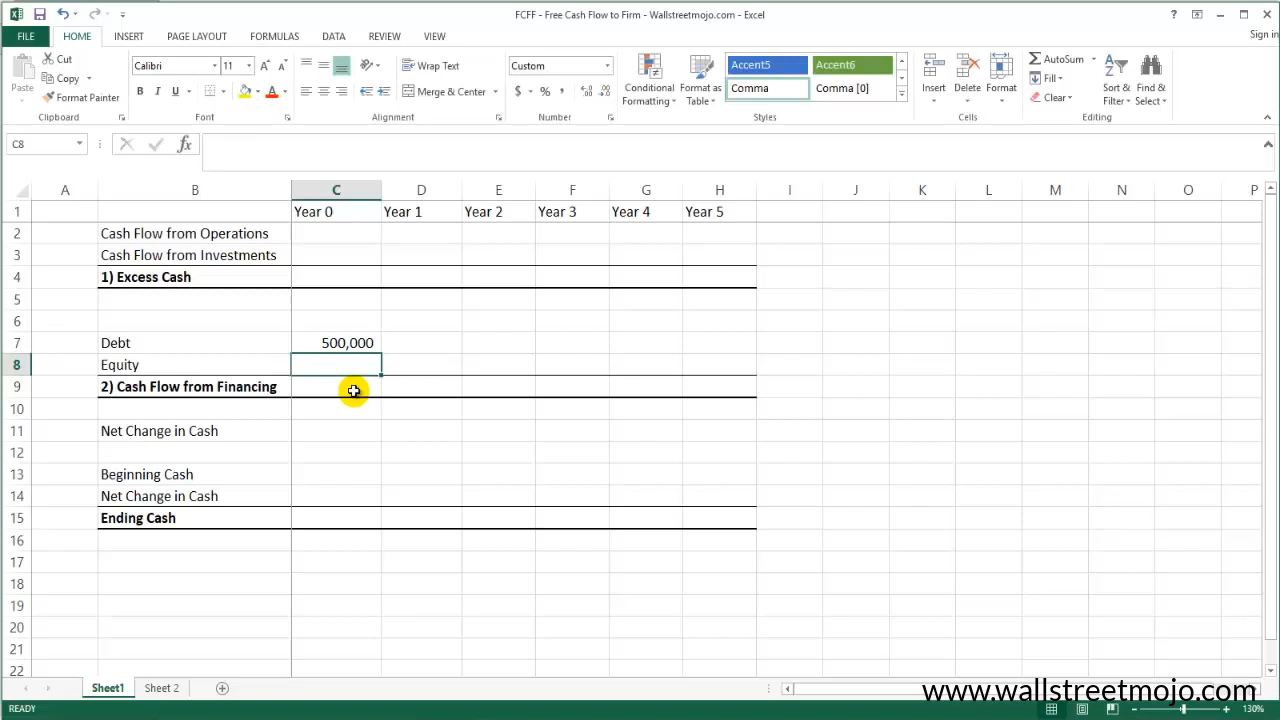 FCFF - Free Cash Flow to Firm - Wallstreetmojo.com - Excel
?
FILE HOME INSERT PAGE LAYOUT FORMULAS DATA REVIEW VIEW Sign in
Paste
Cut
Copy
Format Painter
Clipboard
Calibri 11
B I U
Font
Wrap Text
Merge & Center
Alignment
Custom
$ % ,
Number
Conditional Formatting
Format as Table
Accent5 Accent6
Comma Comma [0]
Styles
Insert Delete Format
Cells
AutoSum
Fill
Clear
Sort & Filter
Find & Select
Editing
C8 fx
A B C D E F G H I J K L M N O P
1 Year 0 Year 1 Year 2 Year 3 Year 4 Year 5
2 Cash Flow from Operations
3 Cash Flow from Investments
4 1) Excess Cash
5
6
7 Debt 500,000
8 Equity
9 2) Cash Flow from Financing
10
11 Net Change in Cash
12
13 Beginning Cash
14 Net Change in Cash
15 Ending Cash
16
17
18
19
20
21
22
Sheet1 Sheet 2
www.wallstreetmojo.com
READY 130%